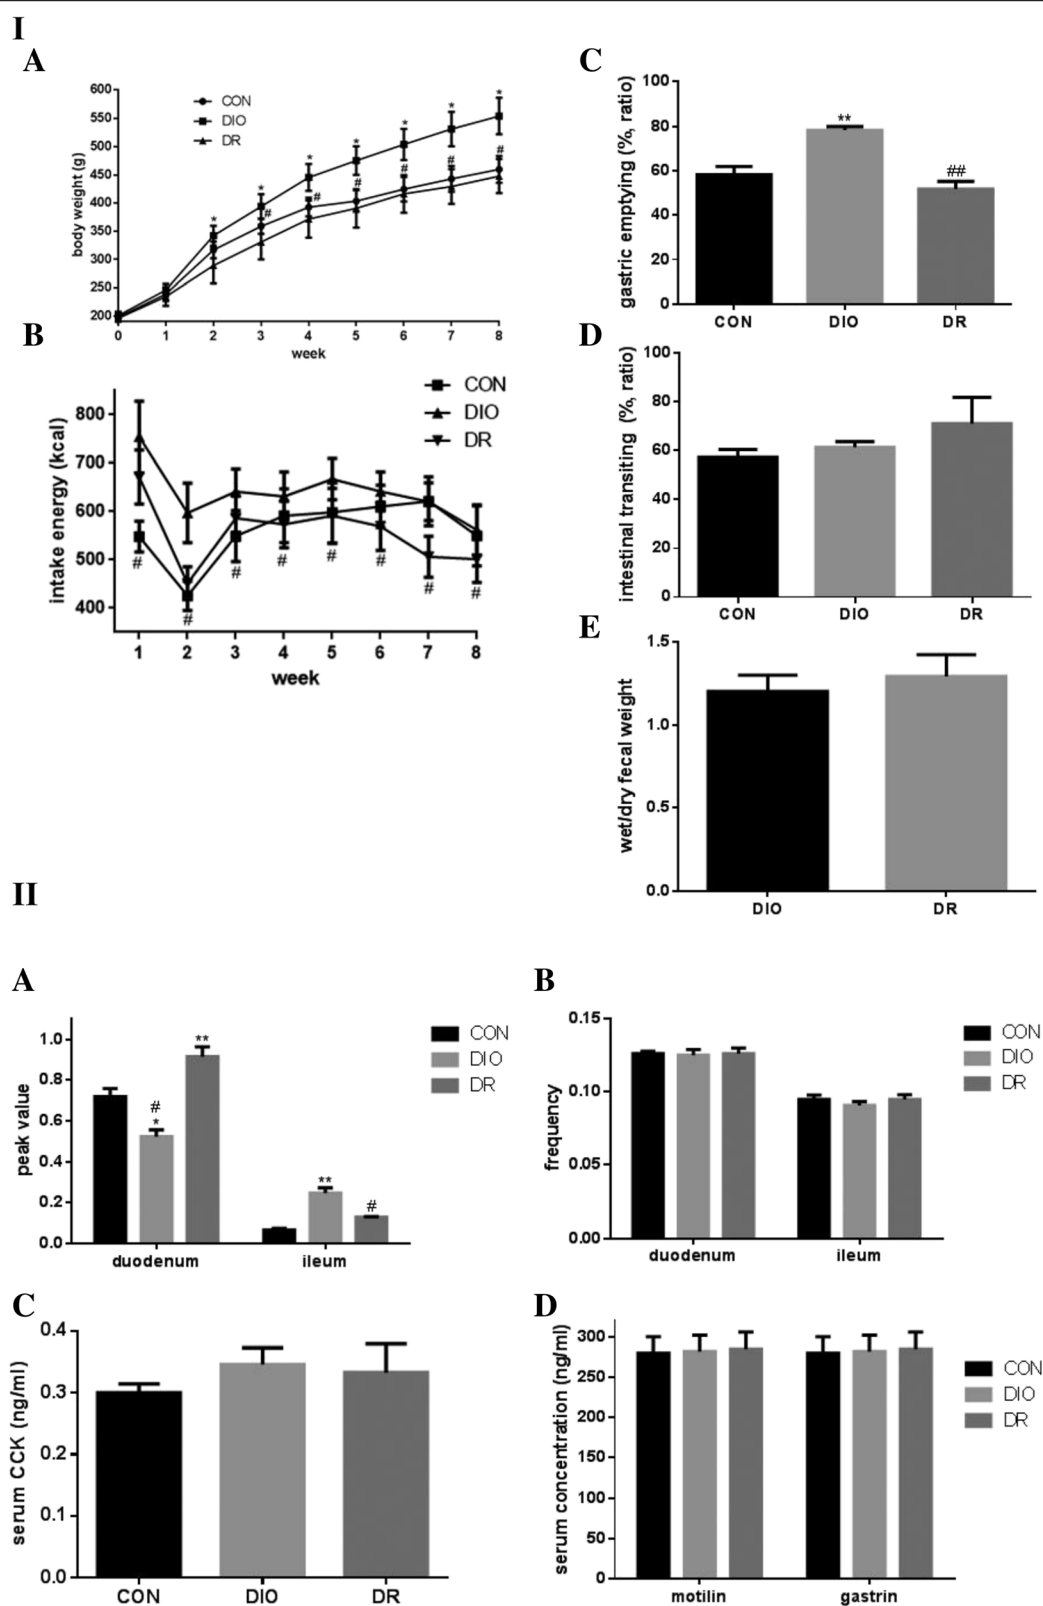 I
A
600
550
500
450
400
350
300
250
200
body weight (g)
CON
DIO
DR
* * * * * * *
# # # # # #
0 1 2 3 4 5 6 7 8
week
B
800
700
600
500
400
intake energy (kcal)
CON
DIO
DR
# # # # # # # #
1 2 3 4 5 6 7 8
week
C
100
80
60
40
20
0
gastric emptying (%, ratio)
**
##
CON DIO DR
D
100
80
60
40
20
0
intestinal transiting (%, ratio)
CON DIO DR
E
1.5
1.0
0.5
0.0
wet/dry fecal weight
DIO DR
II
A
1.0
0.8
0.6
0.4
0.2
0.0
peak value
CON
DIO
DR
#
*
**
**
#
duodenum ileum
B
0.15
0.10
0.05
0.00
frequency
CON
DIO
DR
duodenum ileum
C
0.4
0.3
0.2
0.1
0.0
serum CCK (ng/ml)
CON DIO DR
D
300
250
200
150
100
50
0
serum concentration (ng/ml)
CON
DIO
DR
motilin gastrin